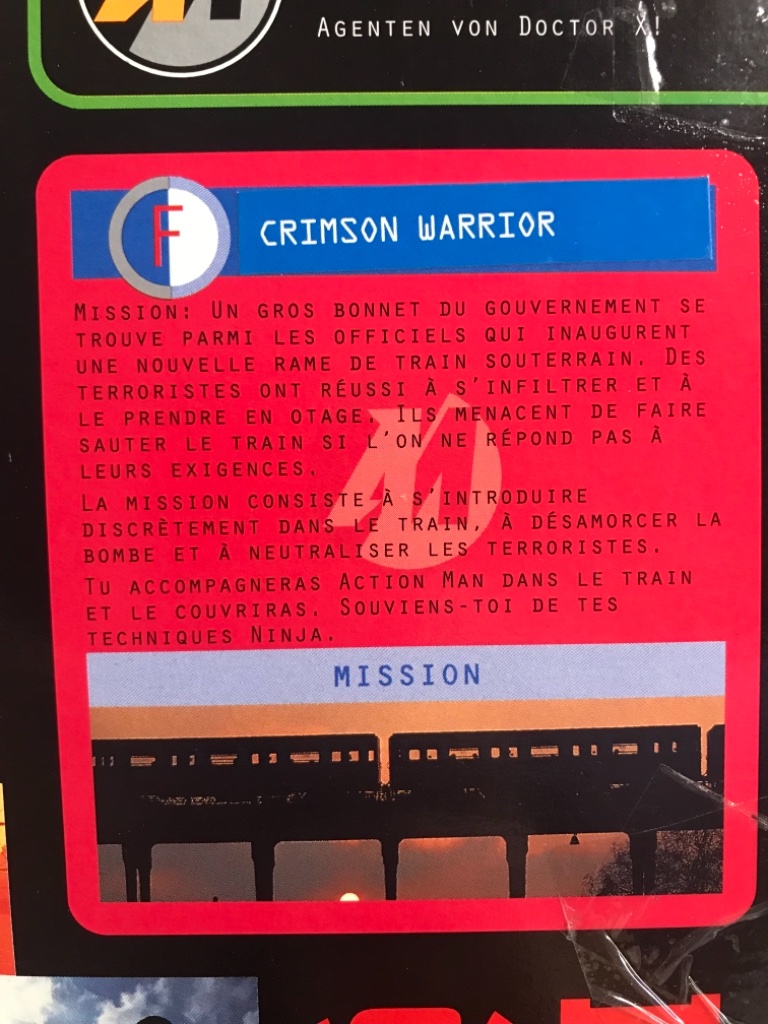 AGENTEN VON DOCTOR X!
F
CRIMSON WARRIOR
MISSION: UN GROS BONNET DU GOUVERNEMENT SE
TROUVE PARMI LES OFFICIELS QUI INAUGURENT
UNE NOUVELLE RAME DE TRAIN SOUTERRAIN. DES
TERRORISTES ONT RÉUSSI À S'INFILTRER ET À
LE PRENDRE EN OTAGE. ILS MENACENT DE FAIRE
SAUTER LE TRAIN SI L'ON NE RÉPOND PAS À
LEURS EXIGENCES.
LA MISSION CONSISTE À S'INTRODUIRE
DISCRÈTEMENT DANS LE TRAIN, À DÉSAMORCER LA
BOMBE ET À NEUTRALISER LES TERRORISTES.
TU ACCOMPAGNERAS ACTION MAN DANS LE TRAIN
ET LE COUVRIRAS. SOUVIENS-TOI DE TES
TECHNIQUES NINJA.
MISSION